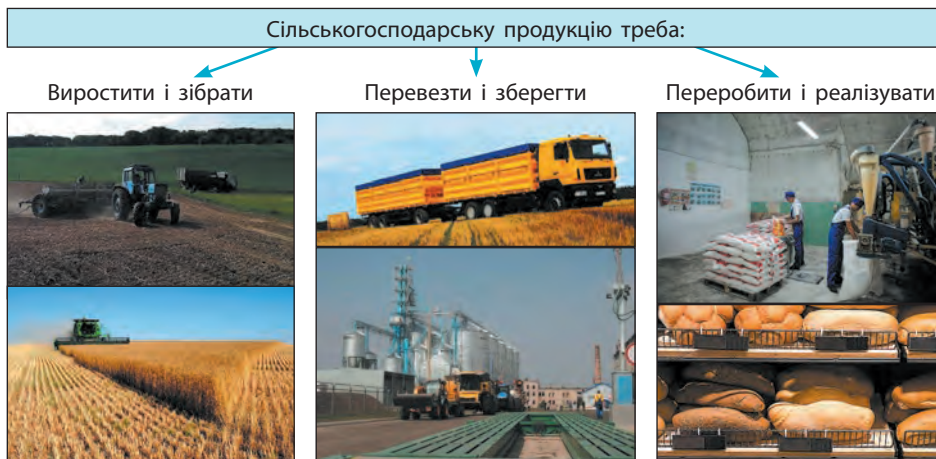 Сільськогосподарську продукцію треба:
Виростити і зібрати
Перевезти і зберегти
Переробити і реалізувати